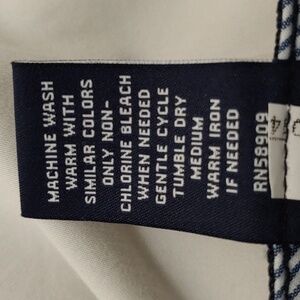 MACHINE WASH
WARM WITH
SIMILAR COLORS
ONLY NON-
CHLORINE BLEACH
WHEN NEEDED
GENTLE CYCLE
TUMBLE DRY
MEDIUM
WARM IRON
IF NEEDED
RN58909